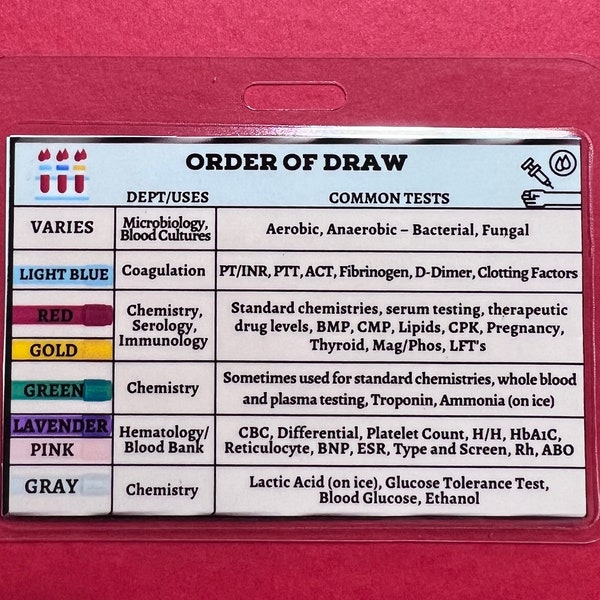 ORDER OF DRAW
DEPT/USES COMMON TESTS
VARIES
Microbiology,
Blood Cultures
Aerobic, Anaerobic – Bacterial, Fungal
LIGHT BLUE
Coagulation
PT/INR, PTT, ACT, Fibrinogen, D-Dimer, Clotting Factors
RED
GOLD
Chemistry,
Serology,
Immunology
Standard chemistries, serum testing, therapeutic
drug levels, BMP, CMP, Lipids, CPK, Pregnancy,
Thyroid, Mag/Phos, LFT's
GREEN
Chemistry
Sometimes used for standard chemistries, whole blood
and plasma testing, Troponin, Ammonia (on ice)
LAVENDER
PINK
Hematology/
Blood Bank
CBC, Differential, Platelet Count, H/H, HbA1C,
Reticulocyte, BNP, ESR, Type and Screen, Rh, ABO
GRAY
Chemistry
Lactic Acid (on ice), Glucose Tolerance Test,
Blood Glucose, Ethanol